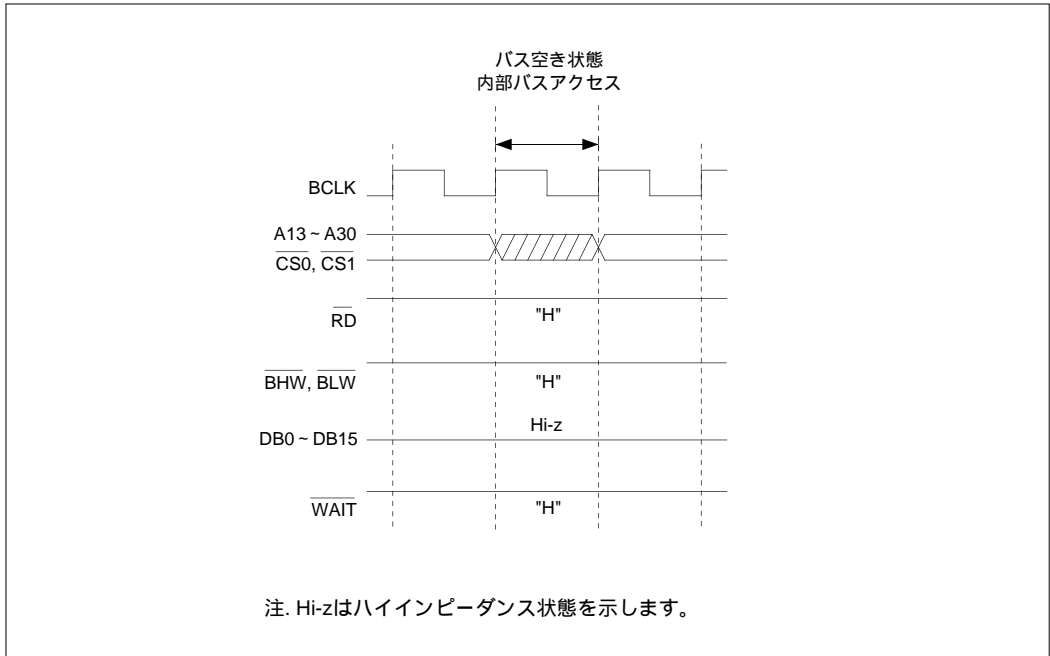 バス空き状態
内部バスアクセス
BCLK
A13 ~ A30
CS0, CS1
RD
"H"
BHW, BLW
"H"
Hi-z
DB0 ~ DB15
WAIT
"H"
注. Hi-zはハイインピーダンス状態を示します。